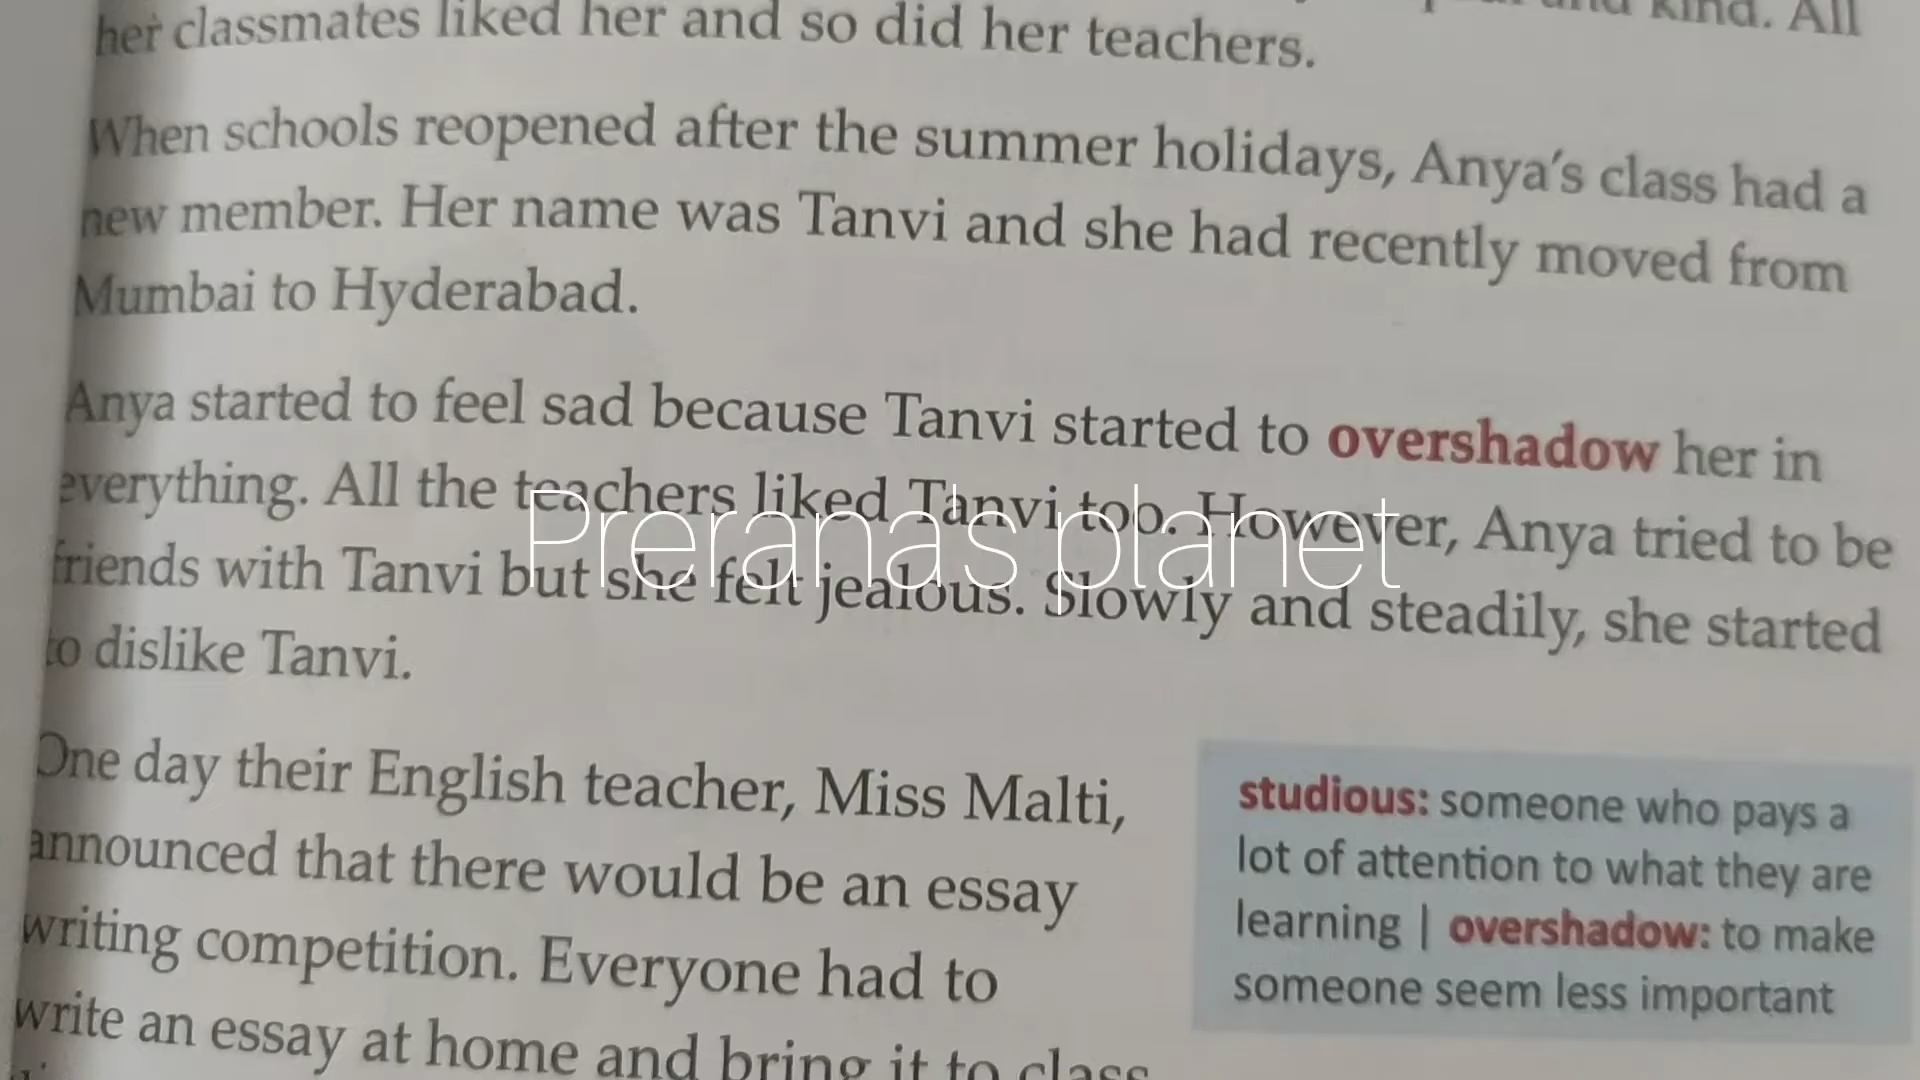 and kind. All
her classmates liked her and so did her teachers.
When schools reopened after the summer holidays, Anya's class had a
new member. Her name was Tanvi and she had recently moved from
Mumbai to Hyderabad.
Anya started to feel sad because Tanvi started to overshadow her in
everything. All the teachers liked Tanvi too. However, Anya tried to be
friends with Tanvi but she felt jealous. Slowly and steadily, she started
to dislike Tanvi.
Preranas planet
One day their English teacher, Miss Malti,
announced that there would be an essay
writing competition. Everyone had to
write an essay at home and bring it to class
studious: someone who pays a
lot of attention to what they are
learning | overshadow: to make
someone seem less important